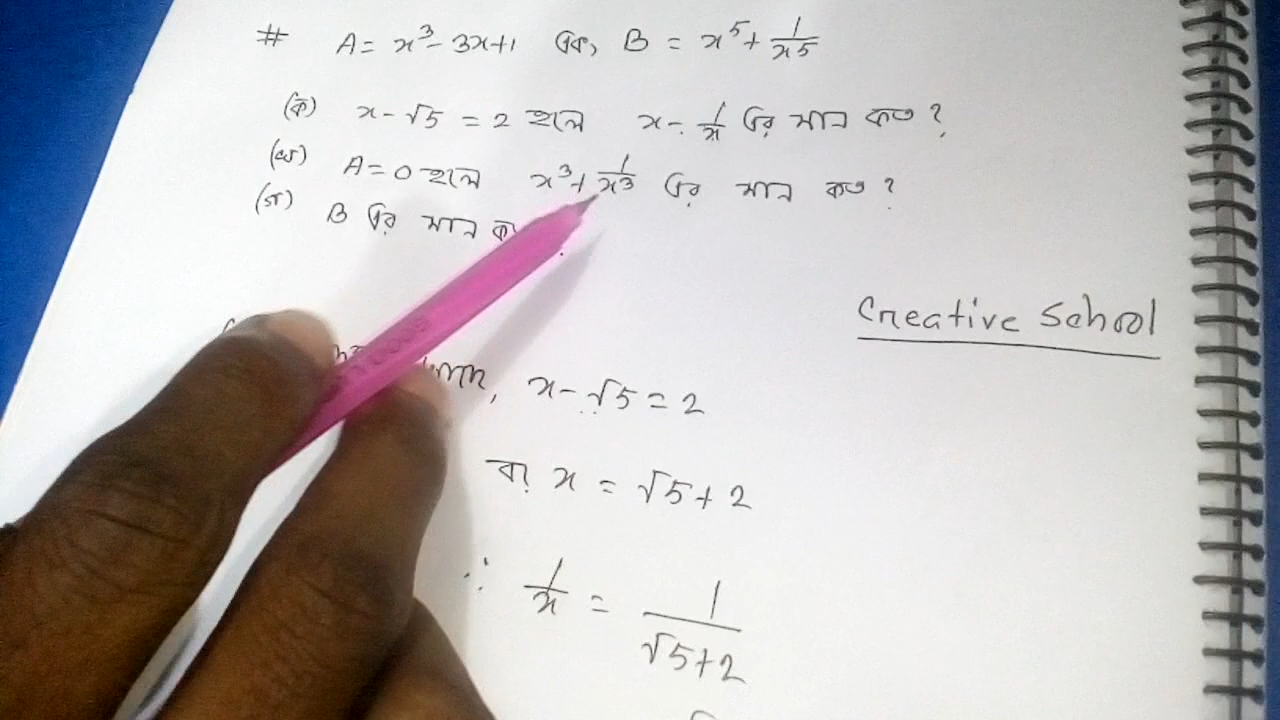 # A = x³ - 3x+1 এবং, B = x⁵ + 1/x⁵
(ক) x - √5 = 2 হলে x - 1/x এর মান কত ?
(খ) A = 0 হলে x³ + 1/x³ এর মান কত ?
(গ) B এর মান
Creative School
x - √5 = 2
বা, x = √5 + 2
∴ 1/x = 1/√5+2